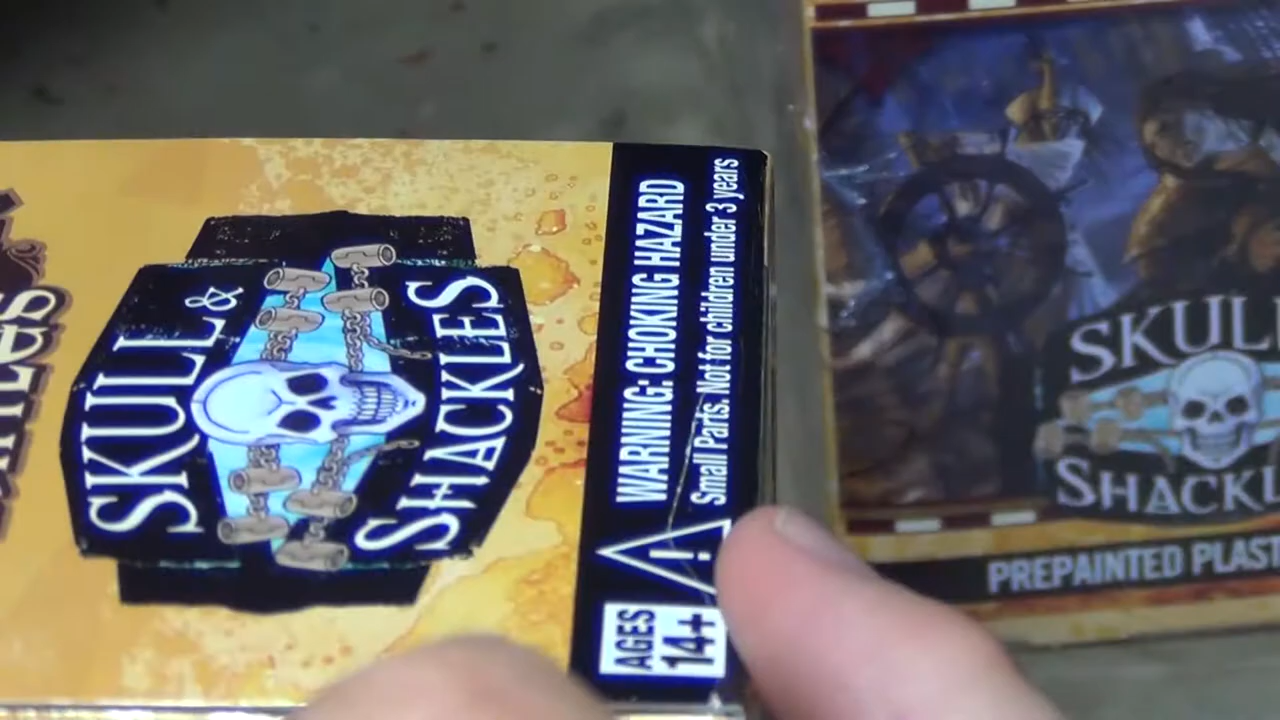 SKULL &
SHACKLES
WARNING: CHOKING HAZARD
Small Parts. Not for children under 3 years
AGES
14+
SKULL
SHACKL
PREPAINTED PLAST